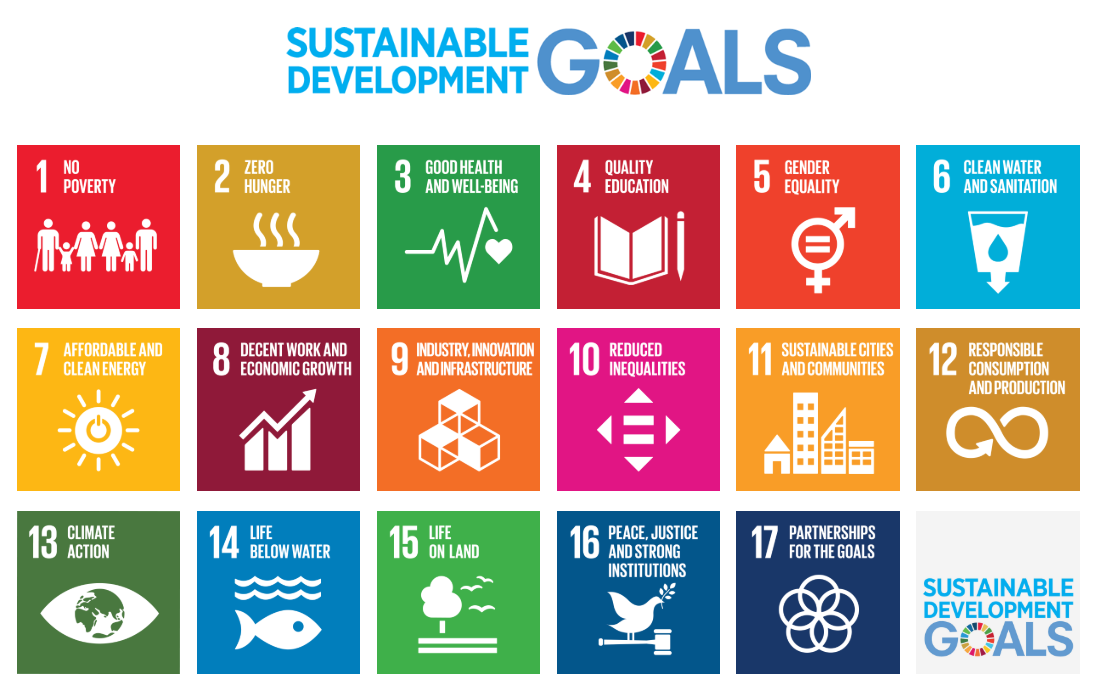 SUSTAINABLE
DEVELOPMENT
GOALS
1 NO
POVERTY
2 ZERO
HUNGER
3 GOOD HEALTH
AND WELL-BEING
4 QUALITY
EDUCATION
5 GENDER
EQUALITY
6 CLEAN WATER
AND SANITATION
7 AFFORDABLE AND
CLEAN ENERGY
8 DECENT WORK AND
ECONOMIC GROWTH
9 INDUSTRY, INNOVATION
AND INFRASTRUCTURE
10 REDUCED
INEQUALITIES
11 SUSTAINABLE CITIES
AND COMMUNITIES
12 RESPONSIBLE
CONSUMPTION
AND PRODUCTION
13 CLIMATE
ACTION
14 LIFE
BELOW WATER
15 LIFE
ON LAND
16 PEACE, JUSTICE
AND STRONG
INSTITUTIONS
17 PARTNERSHIPS
FOR THE GOALS
SUSTAINABLE
DEVELOPMENT
GOALS